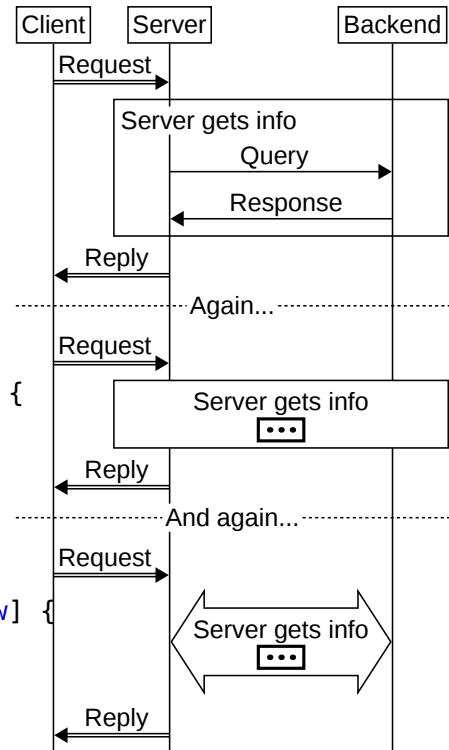 Client Server Backend
Request
Server gets info
Query
Response
Reply
Again...
Request
{
Server gets info
Reply
And again...
Request
] {
Server gets info
Reply